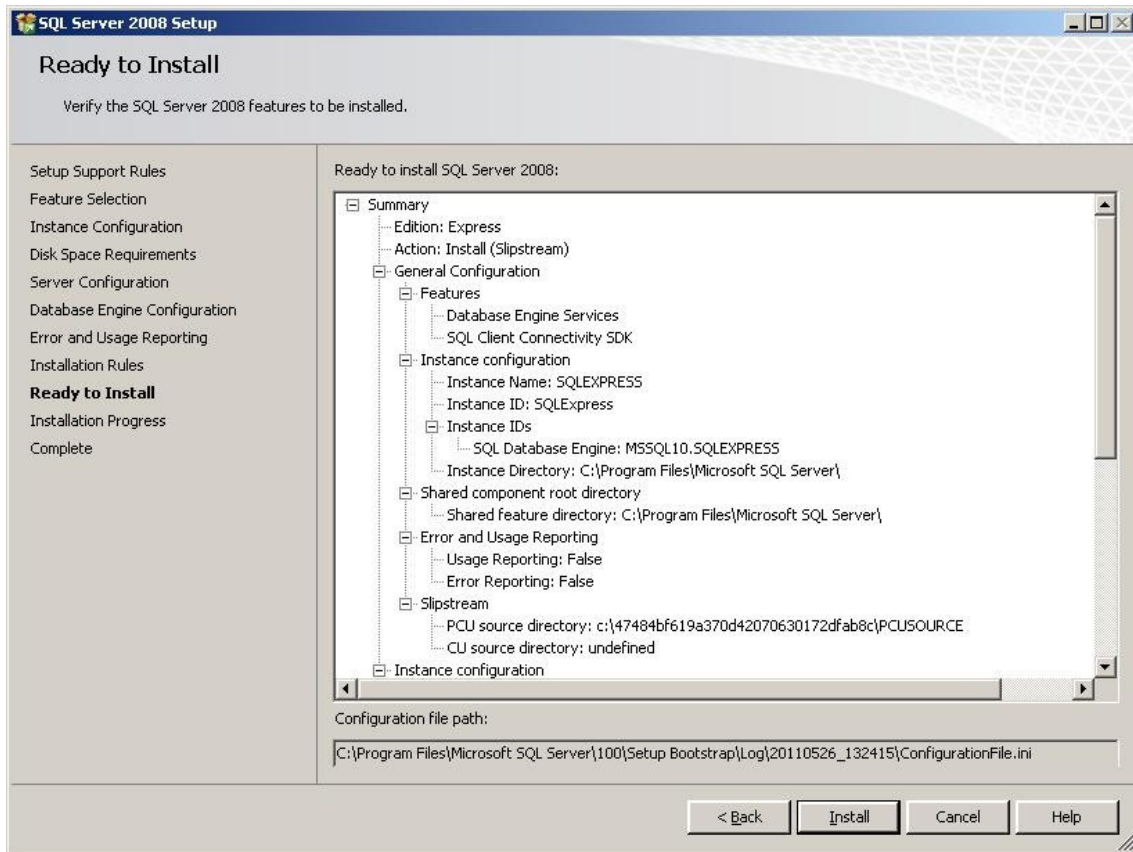 SQL Server 2008 Setup
Ready to Install
Verify the SQL Server 2008 features to be installed.
Setup Support Rules
Feature Selection
Instance Configuration
Disk Space Requirements
Server Configuration
Database Engine Configuration
Error and Usage Reporting
Installation Rules
Ready to Install
Installation Progress
Complete
Ready to install SQL Server 2008:
Summary
Edition: Express
Action: Install (Slipstream)
General Configuration
Features
Database Engine Services
SQL Client Connectivity SDK
Instance configuration
Instance Name: SQLEXPRESS
Instance ID: SQLExpress
Instance IDs
SQL Database Engine: MSSQL10.SQLEXPRESS
Instance Directory: C:\Program Files\Microsoft SQL Server\
Shared component root directory
Shared feature directory: C:\Program Files\Microsoft SQL Server\
Error and Usage Reporting
Usage Reporting: False
Error Reporting: False
Slipstream
PCU source directory: c:\47484bf619a370d42070630172dfab8c\PCUSOURCE
CU source directory: undefined
Instance configuration
Configuration file path:
C:\Program Files\Microsoft SQL Server\100\Setup Bootstrap\Log\20110526_132415\ConfigurationFile.ini
< Back
Install
Cancel
Help